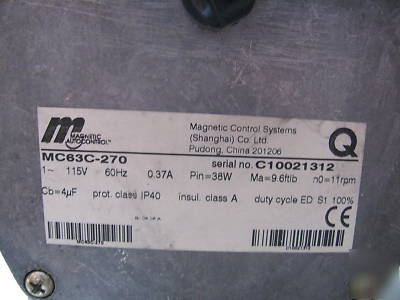 MAGNETIC
AUTOCONTROL
Magnetic Control Systems
(Shanghai) Co. Ltd.
Pudong, China 201206
Q
MC63C-270
serial no. C10021312
1~ 115V 60Hz 0.37A Pin=38W Ma=9.6ftlb n0=11rpm
Cb=4µF prot. class IP40 insul. class A duty cycle ED S1 100%
CE